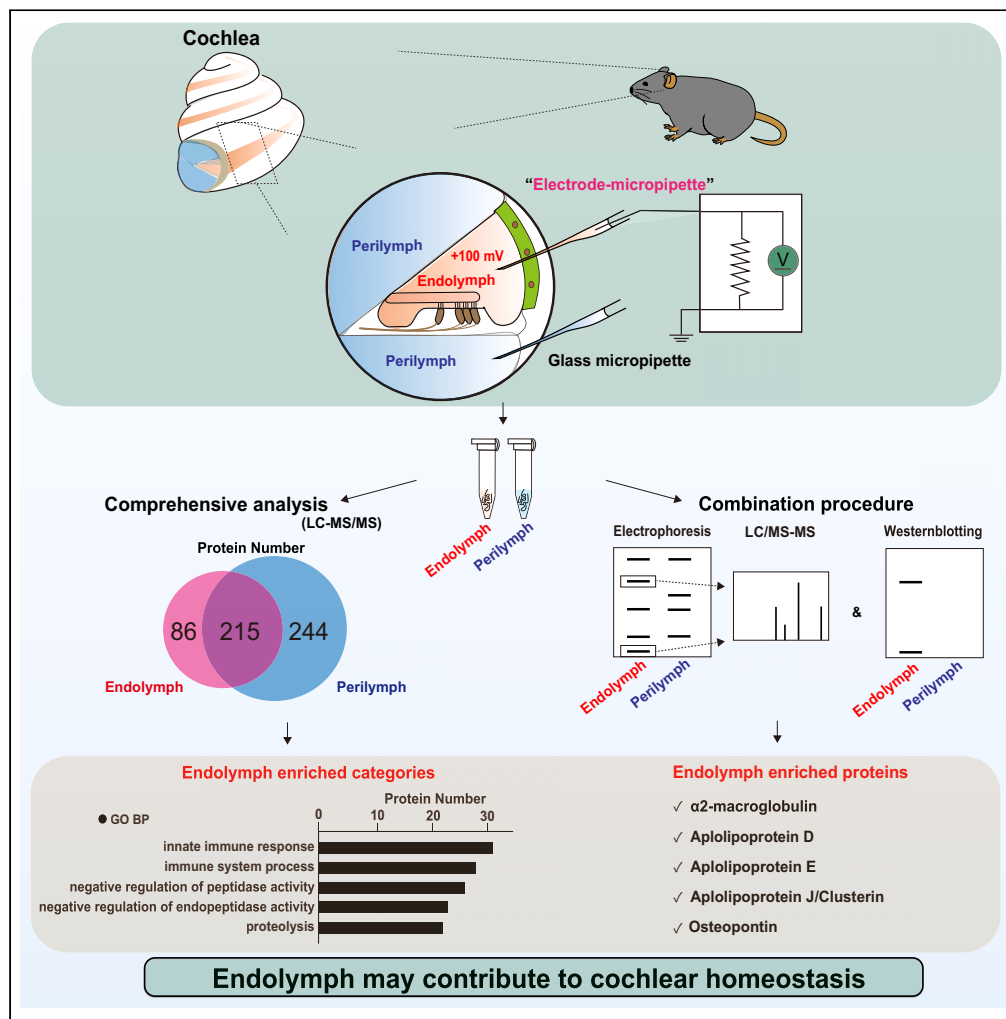 Cochlea
“Electrode-micropipette”
Perilymph
+100 mV
Endolymph
V
Perilymph
Glass micropipette
Comprehensive analysis
(LC-MS/MS)
Protein Number
86 215 244
Endolymph
Perilymph
Endolymph
Perilymph
Combination procedure
Electrophoresis
LC/MS-MS
Westernblotting
&
Endolymph
Perilymph
Endolymph
Perilymph
Endolymph enriched categories
Protein Number
0 10 20 30
GO BP
innate immune response
immune system process
negative regulation of peptidase activity
negative regulation of endopeptidase activity
proteolysis
Endolymph enriched proteins
✓ α2-macroglobulin
✓ Aplolipoprotein D
✓ Aplolipoprotein E
✓ Aplolipoprotein J/Clusterin
✓ Osteopontin
Endolymph may contribute to cochlear homeostasis